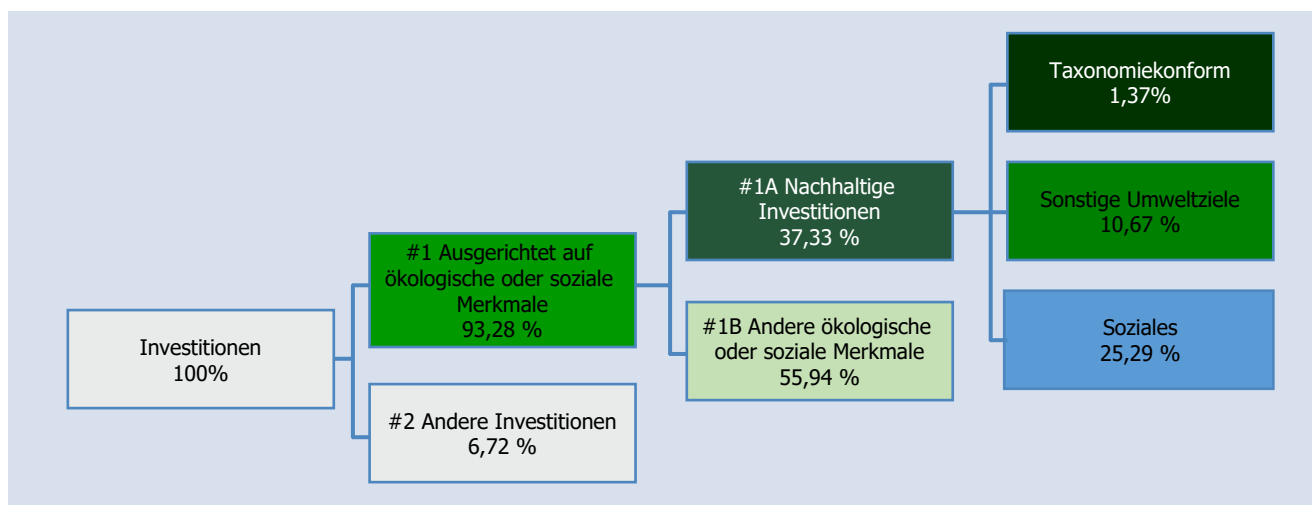 Investitionen
100%
#1 Ausgerichtet auf
ökologische oder soziale
Merkmale
93,28 %
#2 Andere Investitionen
6,72 %
#1A Nachhaltige
Investitionen
37,33 %
#1B Andere ökologische
oder soziale Merkmale
55,94 %
Taxonomiekonform
1,37%
Sonstige Umweltziele
10,67 %
Soziales
25,29 %